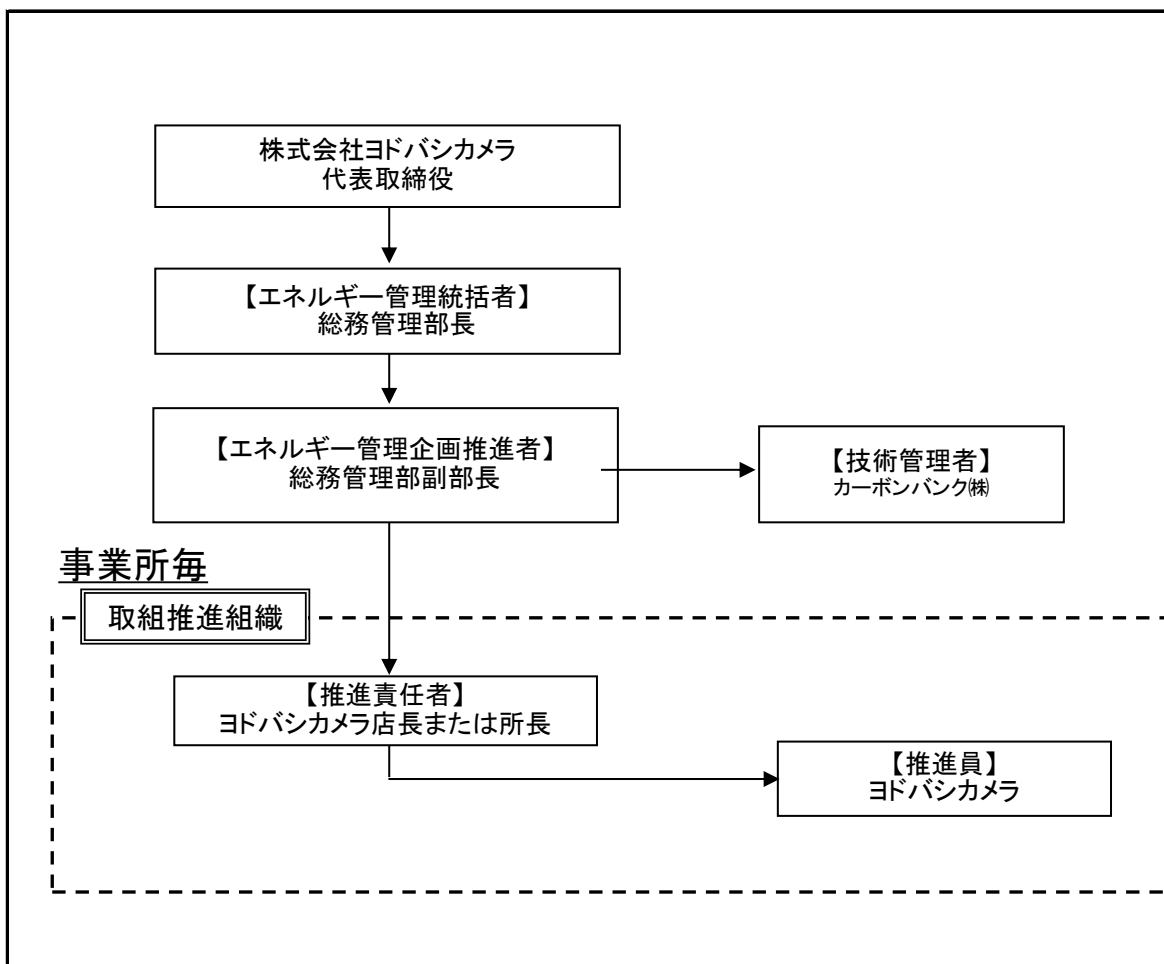 株式会社ヨドバシカメラ
代表取締役
【エネルギー管理統括者】
総務管理部長
【エネルギー管理企画推進者】
総務管理部副部長
【技術管理者】
カーボンバンク㈱
事業所毎
取組推進組織
【推進責任者】
ヨドバシカメラ店長または所長
【推進員】
ヨドバシカメラ